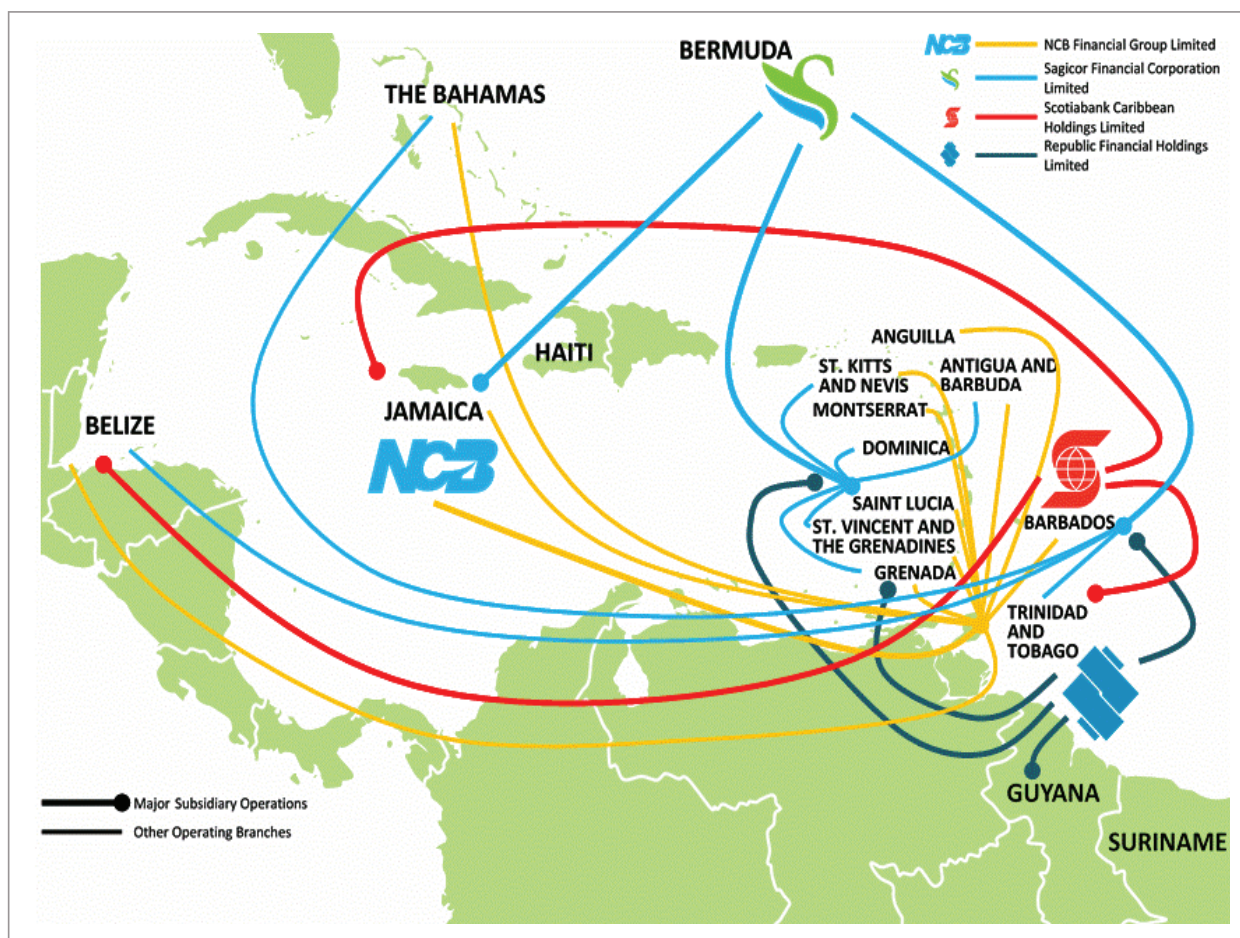 BERMUDA
THE BAHAMAS
NCB
NCB Financial Group Limited
Sagicor Financial Corporation
Limited
Scotiabank Caribbean
Holdings Limited
Republic Financial Holdings
Limited
ANGUILLA
HAITI
ST. KITTS
AND NEVIS
ANTIGUA AND
BARBUDA
JAMAICA
MONTSERRAT
BELIZE
NCB
DOMINICA
SAINT LUCIA
ST. VINCENT AND
THE GRENADINES
BARBADOS
GRENADA
TRINIDAD
AND
TOBAGO
GUYANA
SURINAME
Major Subsidiary Operations
Other Operating Branches